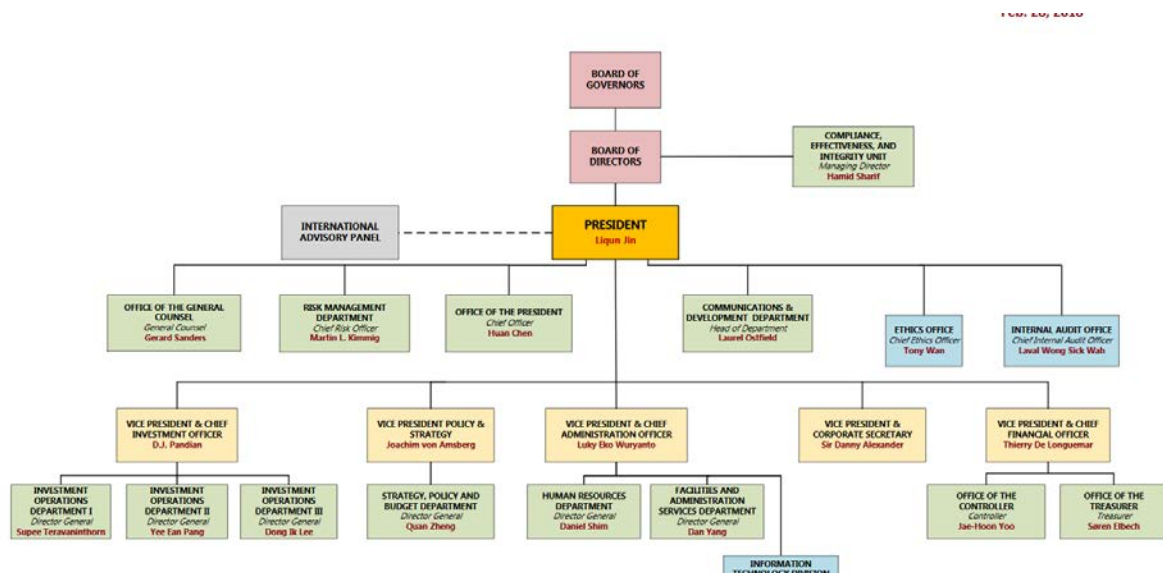 Feb. 26, 2018
BOARD OF
GOVERNORS
BOARD OF
DIRECTORS
COMPLIANCE,
EFFECTIVENESS, AND
INTEGRITY UNIT
Managing Director
Hamid Sharif
INTERNATIONAL
ADVISORY PANEL
PRESIDENT
Liqun Jin
OFFICE OF THE GENERAL
COUNSEL
General Counsel
Gerard Sanders
RISK MANAGEMENT
DEPARTMENT
Chief Risk Officer
Martin L. Kimmig
OFFICE OF THE PRESIDENT
Chief Officer
Huan Chen
COMMUNICATIONS &
DEVELOPMENT DEPARTMENT
Head of Department
Laurel Ostfield
ETHICS OFFICE
Chief Ethics Officer
Tony Wan
INTERNAL AUDIT OFFICE
Chief Internal Audit Officer
Laval Wong Sick Wah
VICE PRESIDENT & CHIEF
INVESTMENT OFFICER
D.J. Pandian
VICE PRESIDENT POLICY &
STRATEGY
Joachim von Amsberg
VICE PRESIDENT & CHIEF
ADMINISTRATION OFFICER
Luky Eko Wuryanto
VICE PRESIDENT &
CORPORATE SECRETARY
Sir Danny Alexander
VICE PRESIDENT & CHIEF
FINANCIAL OFFICER
Thierry De Longuemar
INVESTMENT
OPERATIONS
DEPARTMENT I
Director General
Supee Teravaninthorn
INVESTMENT
OPERATIONS
DEPARTMENT II
Director General
Yee Ean Pang
INVESTMENT
OPERATIONS
DEPARTMENT III
Director General
Dong Ik Lee
STRATEGY, POLICY AND
BUDGET DEPARTMENT
Director General
Quan Zheng
HUMAN RESOURCES
DEPARTMENT
Director General
Daniel Shim
FACILITIES AND
ADMINISTRATION
SERVICES DEPARTMENT
Director General
Dan Yang
OFFICE OF THE
CONTROLLER
Controller
Jae-Hoon Yoo
OFFICE OF THE
TREASURER
Treasurer
Søren Elbech
INFORMATION
TECHNOLOGY DIVISION